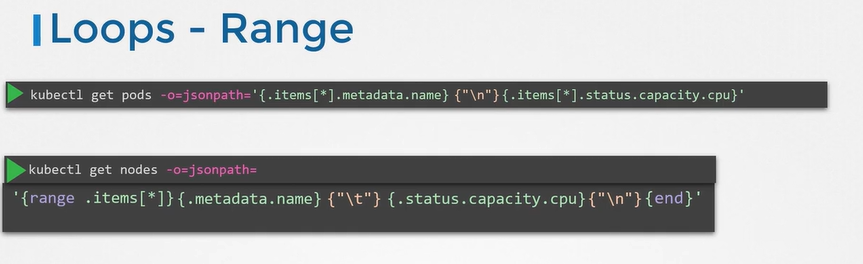 Loops - Range
kubectl get pods -o=jsonpath='{.items[*].metadata.name} {"\n"}{.items[*].status.capacity.cpu}'
kubectl get nodes -o=jsonpath=
'{range .items[*]}{.metadata.name} {"\t"} {.status.capacity.cpu}{"\n"}{end}'